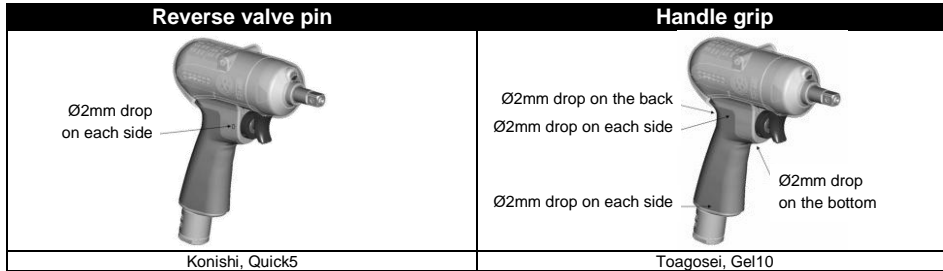 Reverse valve pin
Handle grip
Ø2mm drop
on each side
Ø2mm drop on the back
Ø2mm drop on each side
Ø2mm drop
on the bottom
Ø2mm drop on each side
Konishi, Quick5
Toagosei, Gel10